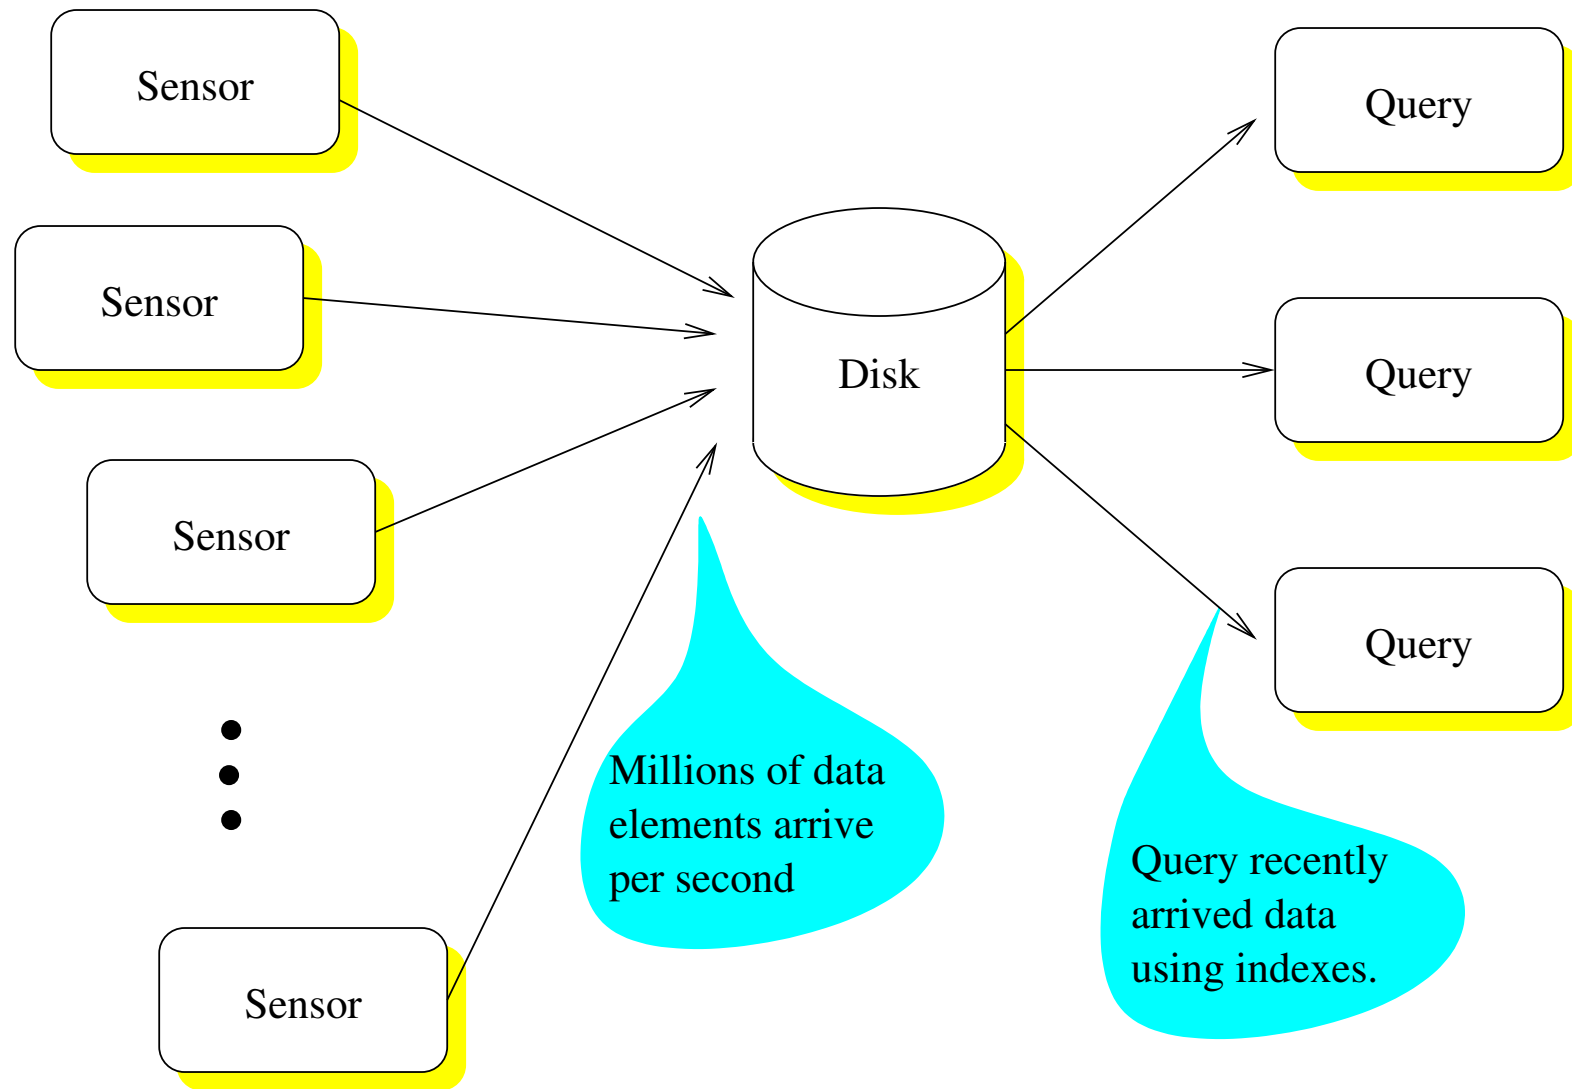 Sensor
Query
Sensor
Disk
Query
Sensor
Query
Millions of data
elements arrive
per second
Query recently
arrived data
using indexes.
Sensor